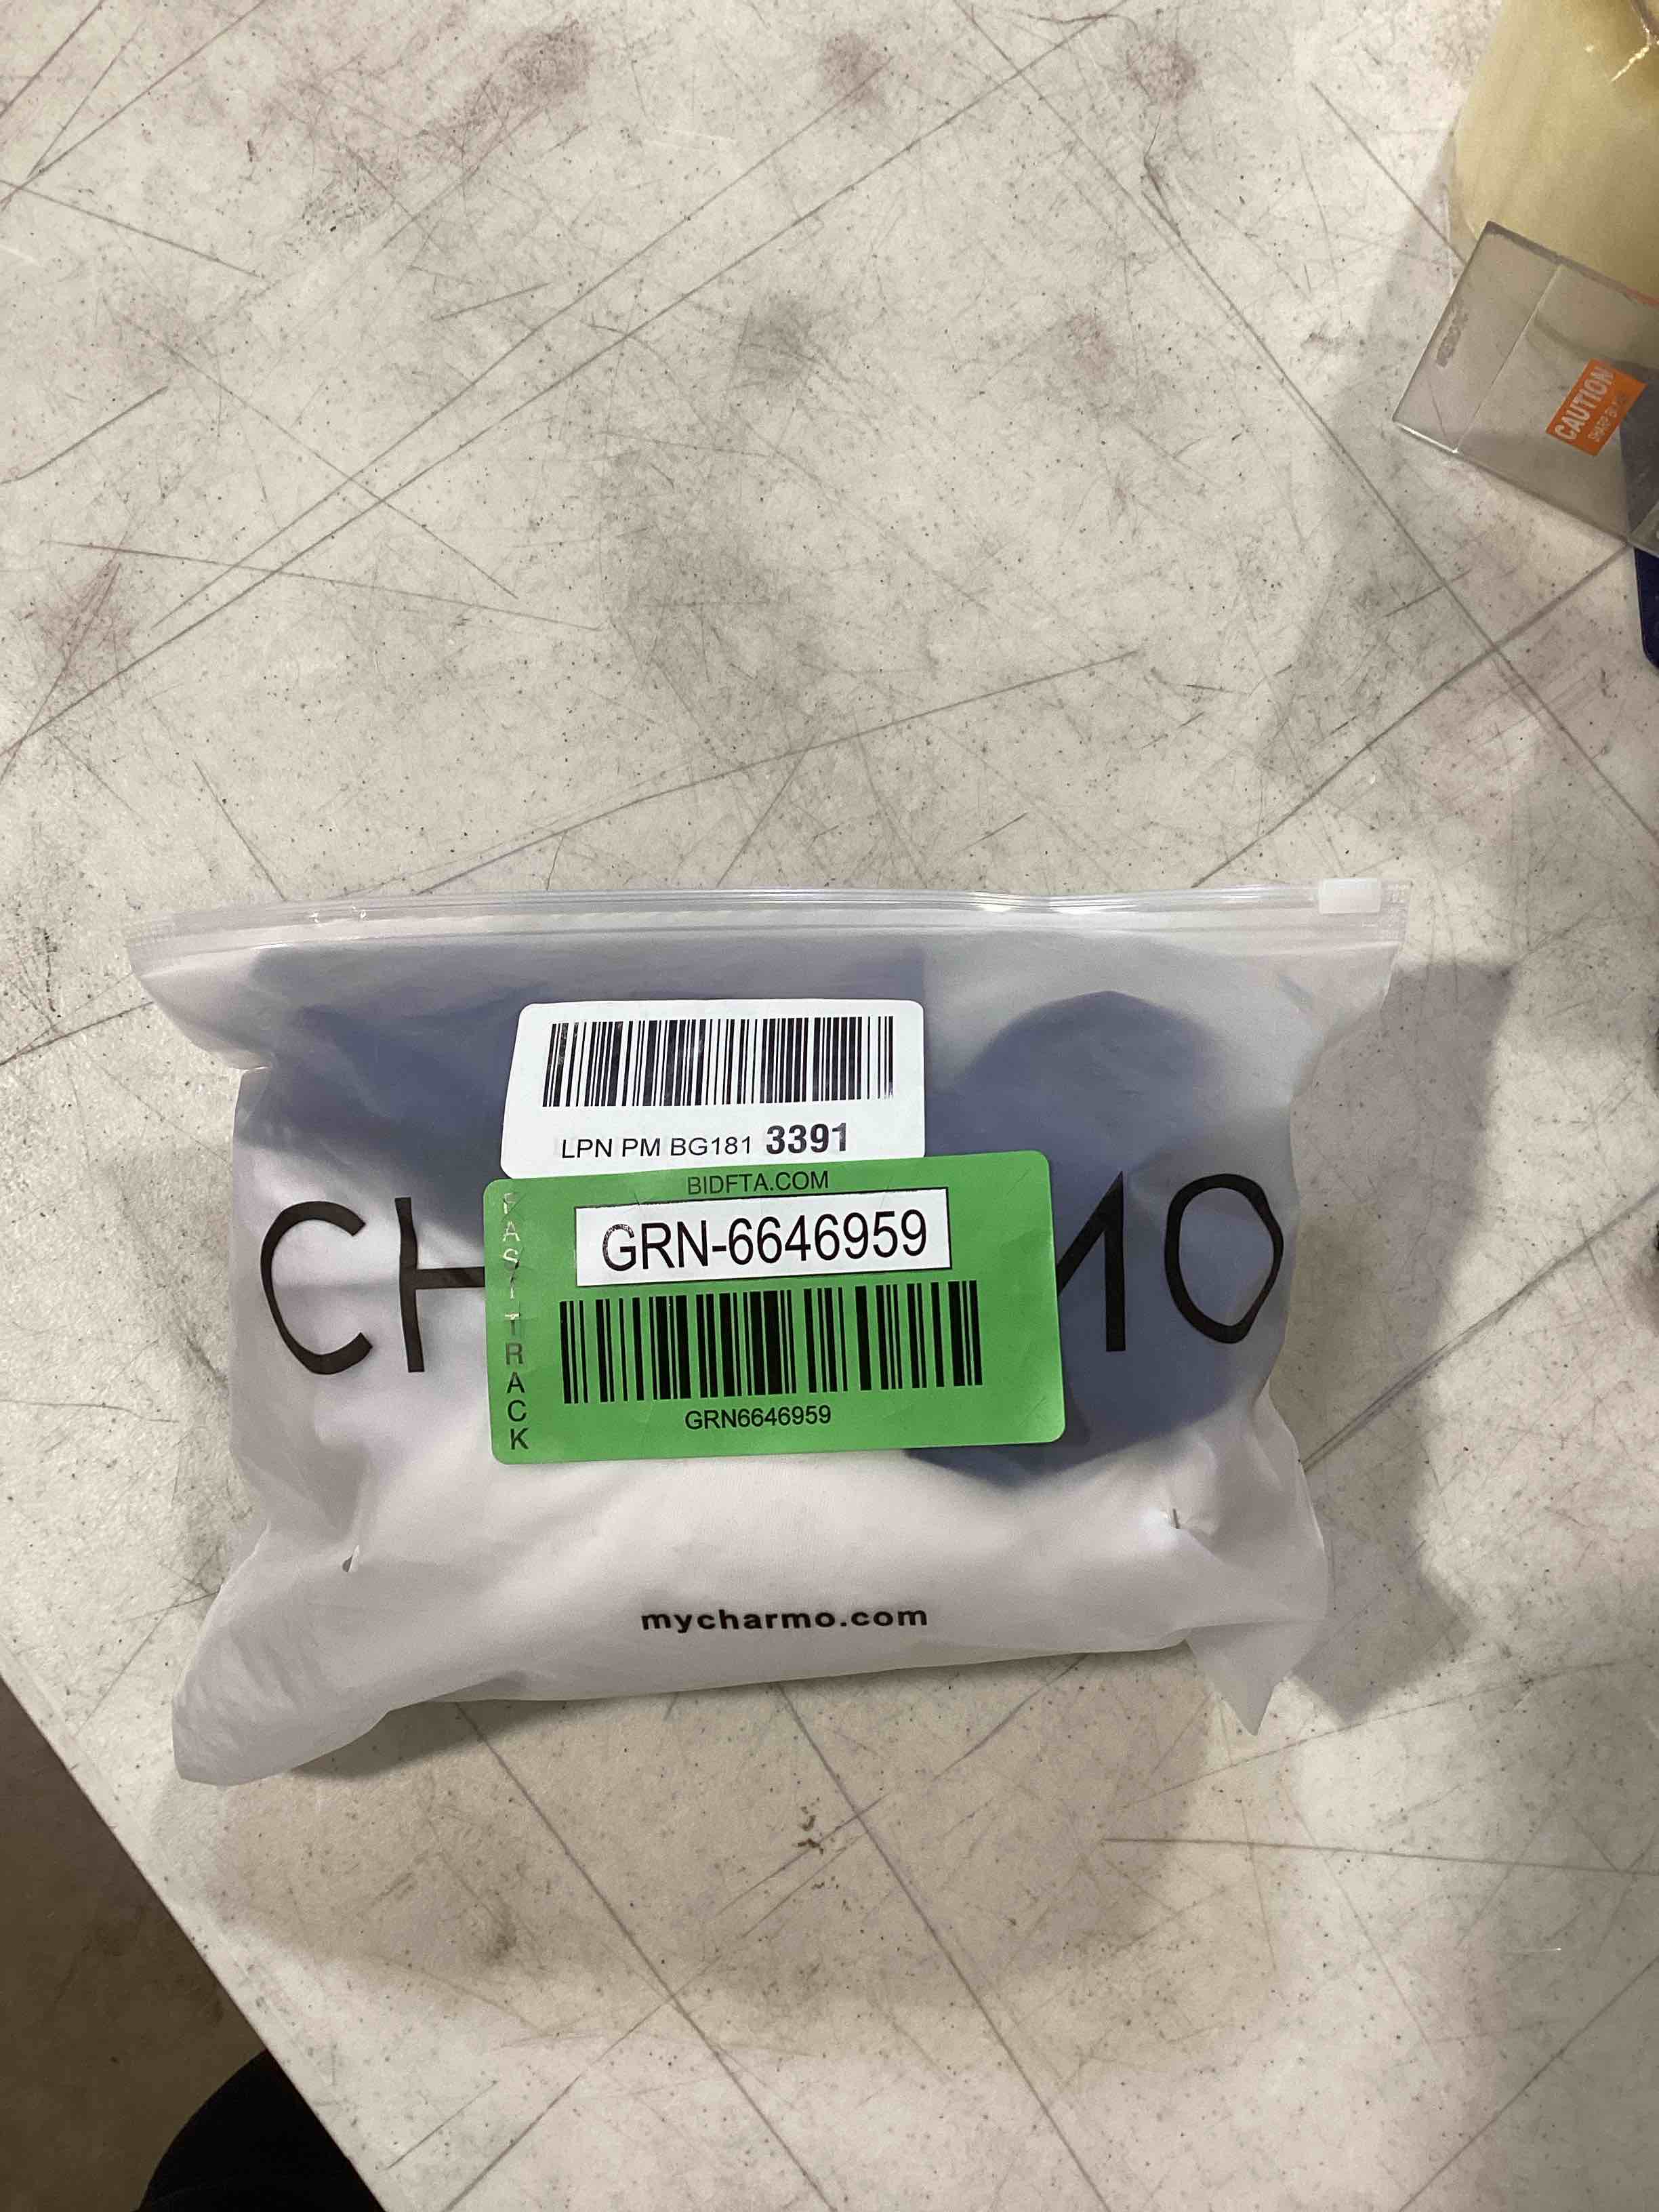 CAUTION
LPN PM BG181 3391
BIDFTA.COM
FAST TRACK
GRN-6646959
GRN6646959
CH MO
mycharmo.com